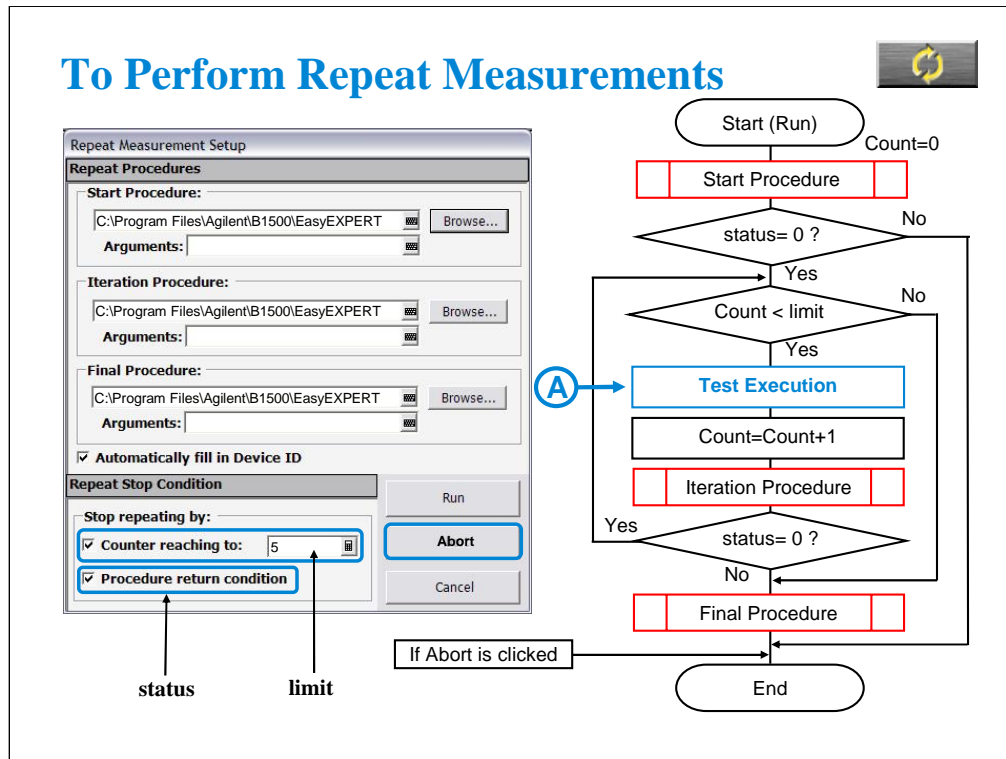 To Perform Repeat Measurements
Repeat Measurement Setup
Repeat Procedures
Start Procedure:
C:\Program Files\Agilent\B1500\EasyEXPERT
Browse...
Arguments:
Iteration Procedure:
C:\Program Files\Agilent\B1500\EasyEXPERT
Browse...
Arguments:
Final Procedure:
C:\Program Files\Agilent\B1500\EasyEXPERT
Browse...
Arguments:
Automatically fill in Device ID
Repeat Stop Condition
Stop repeating by:
Counter reaching to: 5
Procedure return condition
Run
Abort
Cancel
status
limit
Start (Run)
Count=0
Start Procedure
status= 0 ?
No
Yes
Count < limit
No
Yes
A
Test Execution
Count=Count+1
Iteration Procedure
Yes
status= 0 ?
No
Final Procedure
If Abort is clicked
End